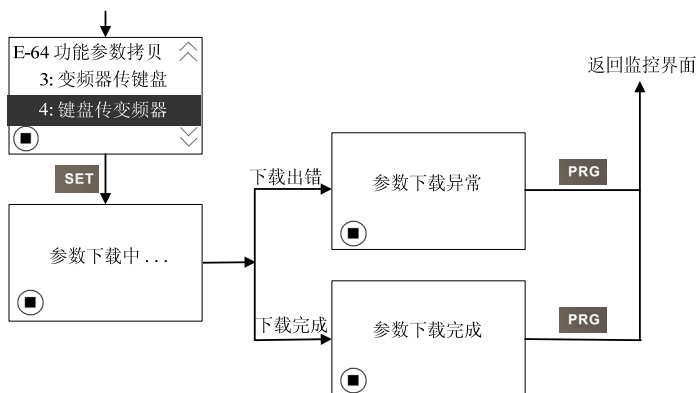 E-64 功能参数拷贝
3: 变频器传键盘
4: 键盘传变频器
SET
参数下载中 . . .
下载出错
参数下载异常
PRG
下载完成
参数下载完成
PRG
返回监控界面